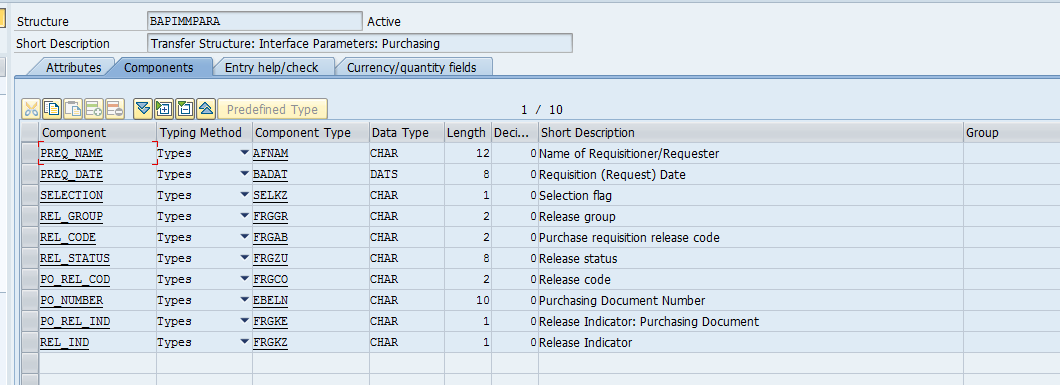 Structure BAPIMMPARA Active
Short Description Transfer Structure: Interface Parameters: Purchasing
Attributes Components Entry help/check Currency/quantity fields
Predefined Type 1 / 10
Component Typing Method Component Type Data Type Length Deci... Short Description Group
PREQ_NAME Types AFNAM CHAR 12 0 Name of Requisitioner/Requester
PREQ_DATE Types BADAT DATS 8 0 Requisition (Request) Date
SELECTION Types SELKZ CHAR 1 0 Selection flag
REL_GROUP Types FRGGR CHAR 2 0 Release group
REL_CODE Types FRGAB CHAR 2 0 Purchase requisition release code
REL_STATUS Types FRGZU CHAR 8 0 Release status
PO_REL_COD Types FRGCO CHAR 2 0 Release code
PO_NUMBER Types EBELN CHAR 10 0 Purchasing Document Number
PO_REL_IND Types FRGKE CHAR 1 0 Release Indicator: Purchasing Document
REL_IND Types FRGKZ CHAR 1 0 Release Indicator